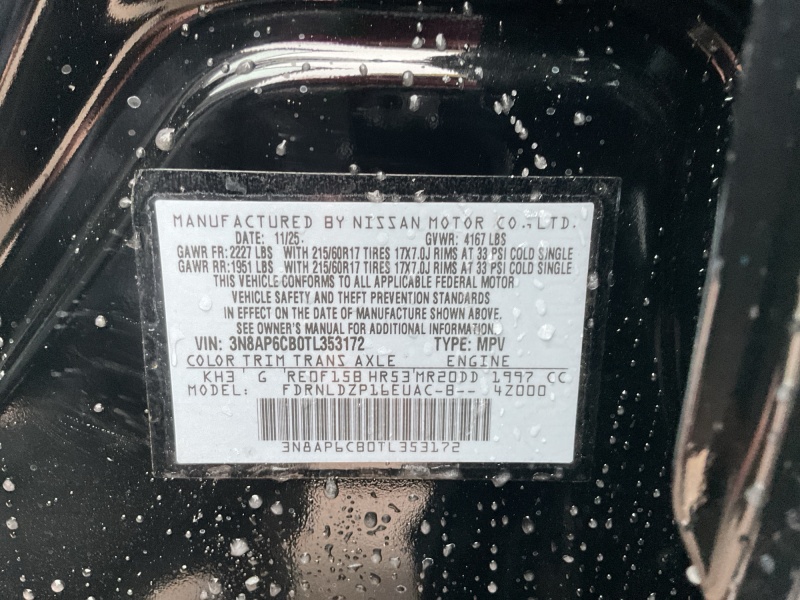 MANUFACTURED BY NISSAN MOTOR CO., LTD.
DATE: 11/25 GVWR: 4167 LBS
GAWR FR: 2227 LBS WITH 215/60R17 TIRES 17X7.0J RIMS AT 33 PSI COLD SINGLE
GAWR RR: 1951 LBS WITH 215/60R17 TIRES 17X7.0J RIMS AT 33 PSI COLD SINGLE
THIS VEHICLE CONFORMS TO ALL APPLICABLE FEDERAL MOTOR
VEHICLE SAFETY AND THEFT PREVENTION STANDARDS
IN EFFECT ON THE DATE OF MANUFACTURE SHOWN ABOVE.
SEE OWNER'S MANUAL FOR ADDITIONAL INFORMATION.
VIN: 3N8AP6CB0TL353172 TYPE: MPV
COLOR TRIM TRANS AXLE ENGINE
KH3 G RE0F15B HR53 MR20DD 1997 CC
MODEL: FDRNLDZP16EUAC-B-- 4Z000
3N8AP6CB0TL353172